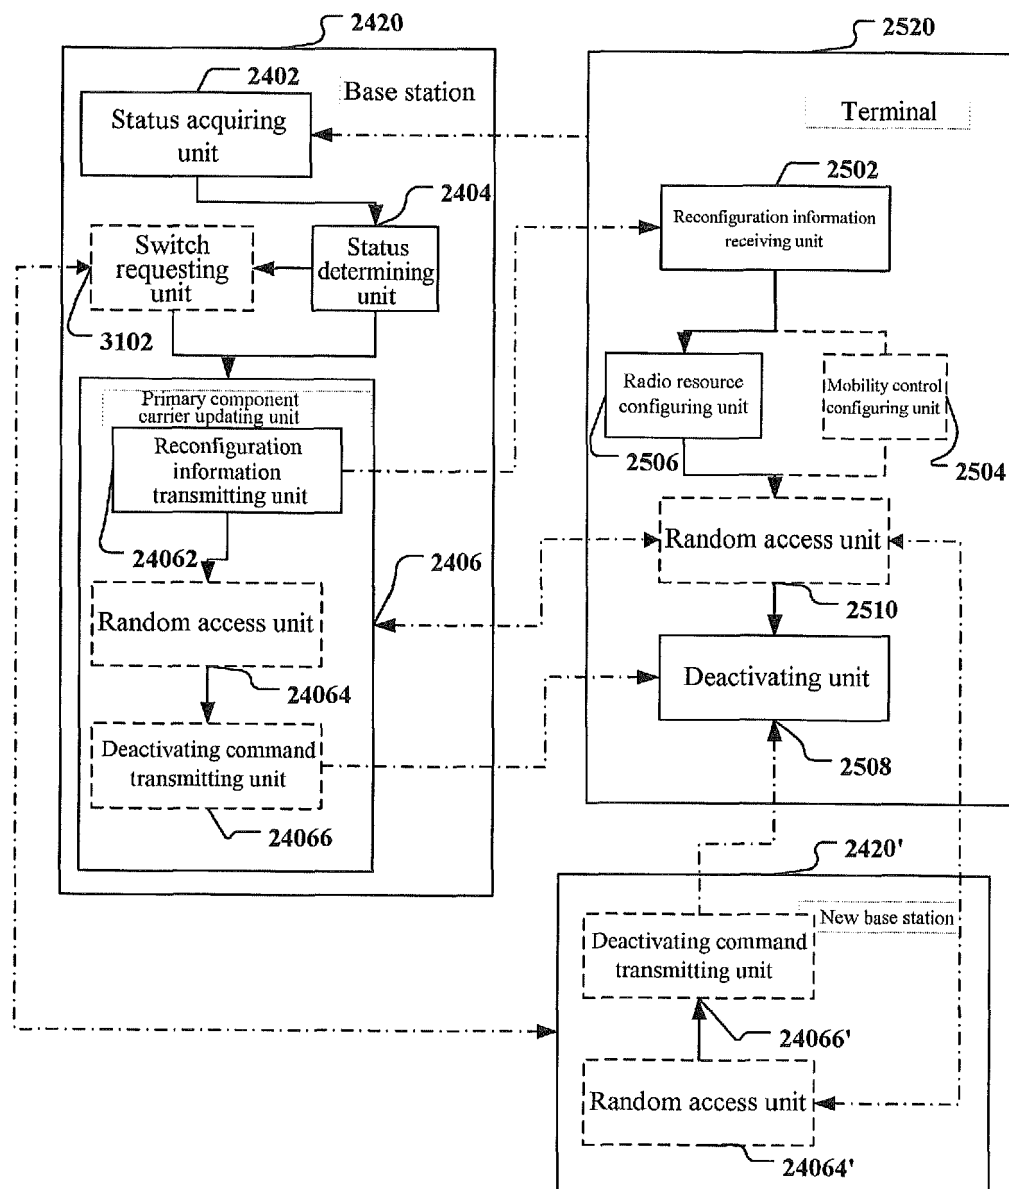 2420
2402
Base station
Status acquiring
unit
2404
Switch
requesting
unit
Status
determining
unit
3102
Primary component
carrier updating unit
Reconfiguration
information
transmitting unit
24062
2406
Random access unit
24064
Deactivating command
transmitting unit
24066
2520
Terminal
2502
Reconfiguration information
receiving unit
Radio resource
configuring unit
Mobility control
configuring unit
2506
2504
Random access unit
2510
Deactivating unit
2508
2420'
New base station
Deactivating command
transmitting unit
24066'
Random access unit
24064'